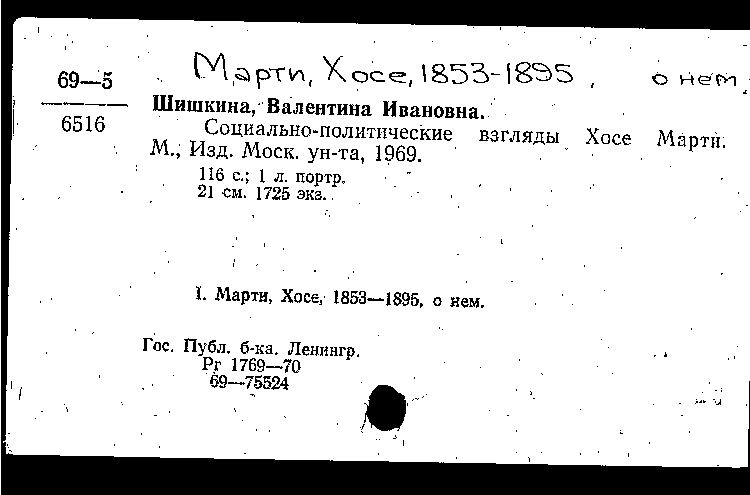 Марти, Хосе, 1853-1895, о нем.
69—5
6516
Шишкина, Валентина Ивановна.
Социально-политические взгляды Хосе Марти.
М., Изд. Моск. ун-та, 1969.
116 с.; 1 л. портр.
21 см. 1725 экз.
I. Марти, Хосе, 1853—1895, о нем.
Гос. Публ. б-ка. Ленингр.
Рг 1769—70
69—75524